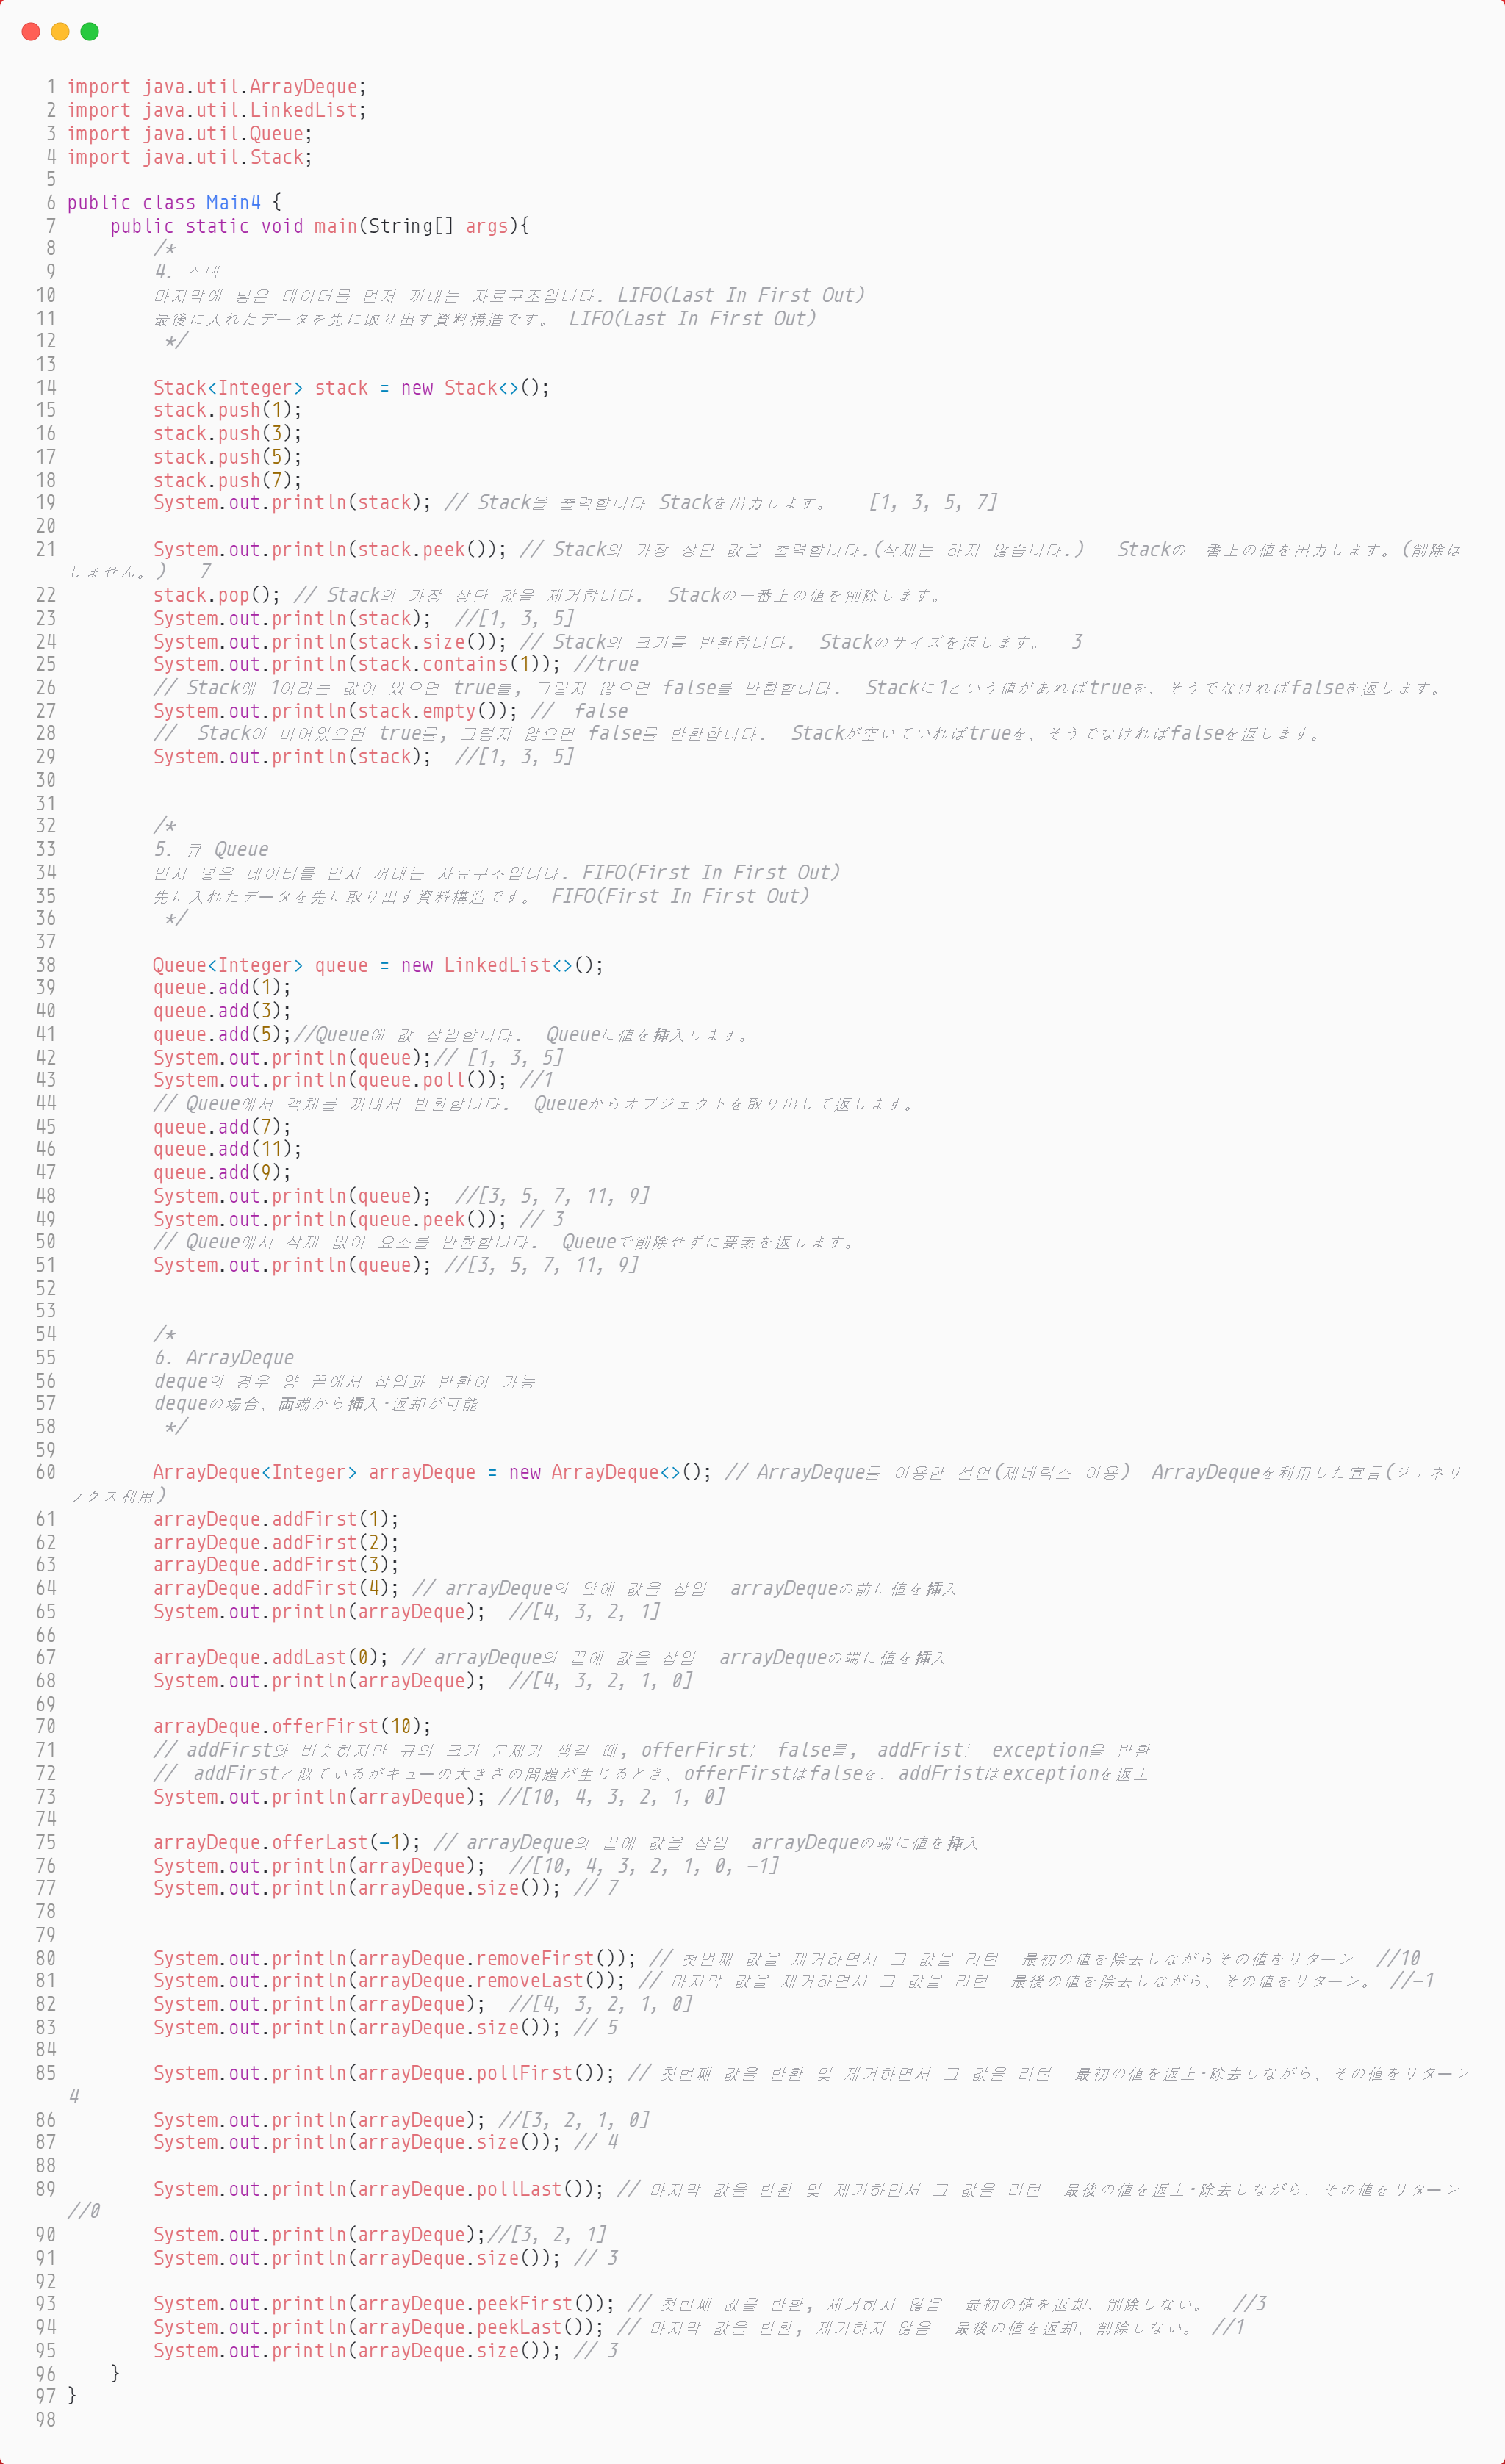 1 import java.util.ArrayDeque;
2 import java.util.LinkedList;
3 import java.util.Queue;
4 import java.util.Stack;
5
6 public class Main4 {
7     public static void main(String[] args){
8         /*
9         4. 스택
10         마지막에 넣은 데이터를 먼저 꺼내는 자료구조입니다. LIFO(Last In First Out)
11         最後に入れたデータを先に取り出す資料構造です。 LIFO(Last In First Out)
12          */
13
14         Stack<Integer> stack = new Stack<>();
15         stack.push(1);
16         stack.push(3);
17         stack.push(5);
18         stack.push(7);
19         System.out.println(stack); // Stack을 출력합니다 Stackを出力します。   [1, 3, 5, 7]
20
21         System.out.println(stack.peek()); // Stack의 가장 상단 값을 출력합니다.(삭제는 하지 않습니다.)   Stackの一番上の値を出力します。(削除は
しません。)   7
22         stack.pop(); // Stack의 가장 상단 값을 제거합니다.  Stackの一番上の値を削除します。
23         System.out.println(stack);  //[1, 3, 5]
24         System.out.println(stack.size()); // Stack의 크기를 반환합니다.  Stackのサイズを返します。  3
25         System.out.println(stack.contains(1)); //true
26         // Stack에 1이라는 값이 있으면 true를, 그렇지 않으면 false를 반환합니다.  Stackに1という値があればtrueを、そうでなければfalseを返します。
27         System.out.println(stack.empty()); //  false
28         //  Stack이 비어있으면 true를, 그렇지 않으면 false를 반환합니다.  Stackが空いていればtrueを、そうでなければfalseを返します。
29         System.out.println(stack);  //[1, 3, 5]
30
31
32         /*
33         5. 큐 Queue
34         먼저 넣은 데이터를 먼저 꺼내는 자료구조입니다. FIFO(First In First Out)
35         先に入れたデータを先に取り出す資料構造です。 FIFO(First In First Out)
36          */
37
38         Queue<Integer> queue = new LinkedList<>();
39         queue.add(1);
40         queue.add(3);
41         queue.add(5);//Queue에 값 삽입합니다.  Queueに値を挿入します。
42         System.out.println(queue);// [1, 3, 5]
43         System.out.println(queue.poll()); //1
44         // Queue에서 객체를 꺼내서 반환합니다.  Queueからオブジェクトを取り出して返します。
45         queue.add(7);
46         queue.add(11);
47         queue.add(9);
48         System.out.println(queue);  //[3, 5, 7, 11, 9]
49         System.out.println(queue.peek()); // 3
50         // Queue에서 삭제 없이 요소를 반환합니다.  Queueで削除せずに要素を返します。
51         System.out.println(queue); //[3, 5, 7, 11, 9]
52
53
54         /*
55         6. ArrayDeque
56         deque의 경우 양 끝에서 삽입과 반환이 가능
57         dequeの場合、両端から挿入·返却が可能
58          */
59
60         ArrayDeque<Integer> arrayDeque = new ArrayDeque<>(); // ArrayDeque를 이용한 선언(제네릭스 이용)  ArrayDequeを利用した宣言(ジェネリ
ックス利用)
61         arrayDeque.addFirst(1);
62         arrayDeque.addFirst(2);
63         arrayDeque.addFirst(3);
64         arrayDeque.addFirst(4); // arrayDeque의 앞에 값을 삽입  arrayDequeの前に値を挿入
65         System.out.println(arrayDeque);  //[4, 3, 2, 1]
66
67         arrayDeque.addLast(0); // arrayDeque의 끝에 값을 삽입  arrayDequeの端に値を挿入
68         System.out.println(arrayDeque);  //[4, 3, 2, 1, 0]
69
70         arrayDeque.offerFirst(10);
71         // addFirst와 비슷하지만 큐의 크기 문제가 생길 때, offerFirst는 false를,  addFrist는 exception을 반환
72         //  addFirstと似ているがキューの大きさの問題が生じるとき、offerFirstはfalseを、addFristはexceptionを返上
73         System.out.println(arrayDeque); //[10, 4, 3, 2, 1, 0]
74
75         arrayDeque.offerLast(-1); // arrayDeque의 끝에 값을 삽입  arrayDequeの端に値を挿入
76         System.out.println(arrayDeque);  //[10, 4, 3, 2, 1, 0, -1]
77         System.out.println(arrayDeque.size()); // 7
78
79
80         System.out.println(arrayDeque.removeFirst()); // 첫번째 값을 제거하면서 그 값을 리턴  最初の値を除去しながらその値をリターン  //10
81         System.out.println(arrayDeque.removeLast()); // 마지막 값을 제거하면서 그 값을 리턴  最後の値を除去しながら、その値をリターン。 //-1
82         System.out.println(arrayDeque);  //[4, 3, 2, 1, 0]
83         System.out.println(arrayDeque.size()); // 5
84
85         System.out.println(arrayDeque.pollFirst()); // 첫번째 값을 반환 및 제거하면서 그 값을 리턴  最初の値を返上·除去しながら、その値をリターン
4
86         System.out.println(arrayDeque); //[3, 2, 1, 0]
87         System.out.println(arrayDeque.size()); // 4
88
89         System.out.println(arrayDeque.pollLast()); // 마지막 값을 반환 및 제거하면서 그 값을 리턴  最後の値を返上·除去しながら、その値をリターン
//0
90         System.out.println(arrayDeque);//[3, 2, 1]
91         System.out.println(arrayDeque.size()); // 3
92
93         System.out.println(arrayDeque.peekFirst()); // 첫번째 값을 반환, 제거하지 않음  最初の値を返却、削除しない。  //3
94         System.out.println(arrayDeque.peekLast()); // 마지막 값을 반환, 제거하지 않음  最後の値を返却、削除しない。 //1
95         System.out.println(arrayDeque.size()); // 3
96     }
97 }
98